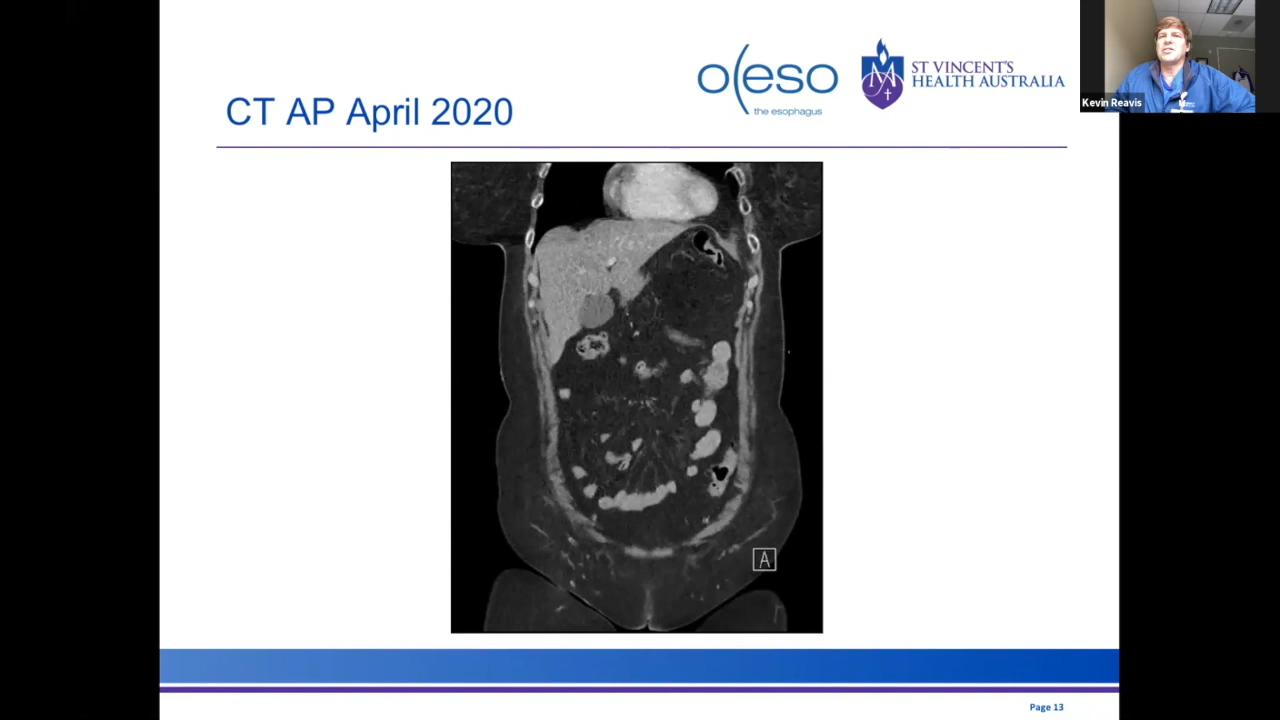 CT AP April 2020
oeso
the esophagus
ST VINCENT'S
HEALTH AUSTRALIA
Kevin Reavis
A
Page 13